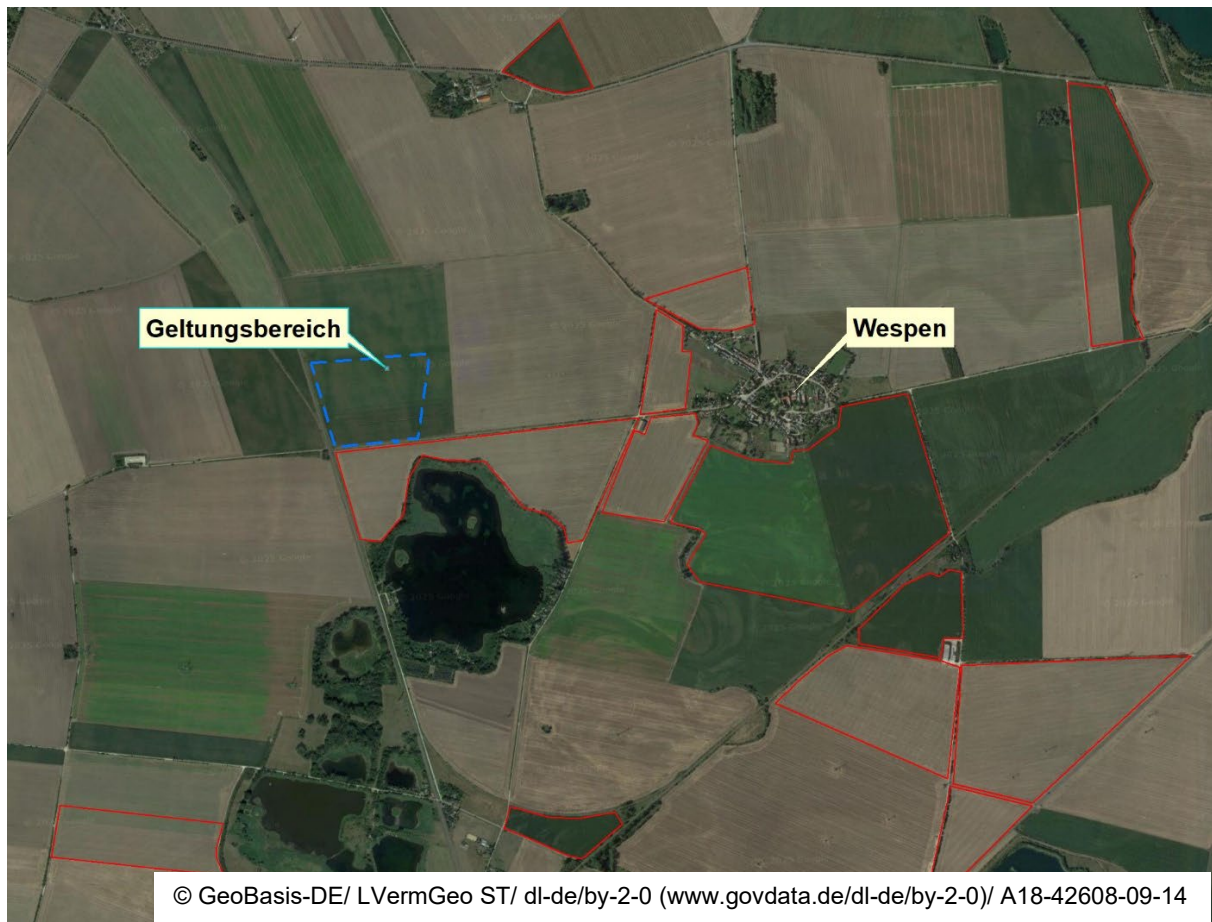 Geltungsbereich
Wespen
© GeoBasis-DE/ LVermGeo ST/ dl-de/by-2-0 (www.govdata.de/dl-de/by-2-0)/ A18-42608-09-14